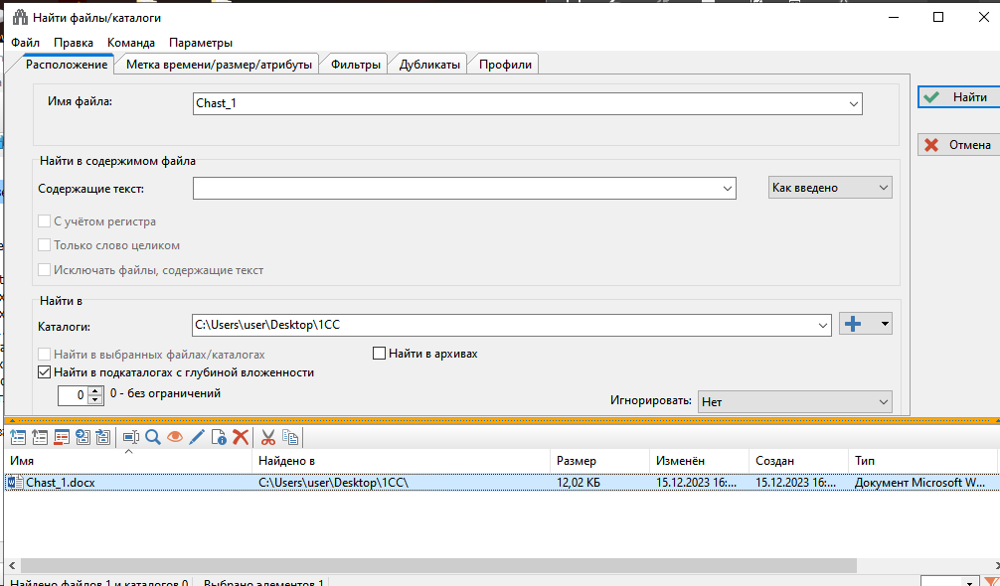 Найти файлы/каталоги
Файл Правка Команда Параметры
Расположение Метка времени/размер/атрибуты Фильтры Дубликаты Профили
Имя файла: Chast_1
Найти
Отмена
Найти в содержимом файла
Содержащие текст: Как введено
С учётом регистра
Только слово целиком
Исключать файлы, содержащие текст
Найти в
Каталоги: C:\Users\user\Desktop\1CC
Найти в выбранных файлах/каталогах Найти в архивах
Найти в подкаталогах с глубиной вложенности
0 0 - без ограничений
Игнорировать: Нет
Имя Найдено в Размер Изменён Создан Тип
Chast_1.docx C:\Users\user\Desktop\1CC\ 12,02 КБ 15.12.2023 16:... 15.12.2023 16:... Документ Microsoft W...
Найдено файлов 1 и каталогов 0 Выбрано элементов 1